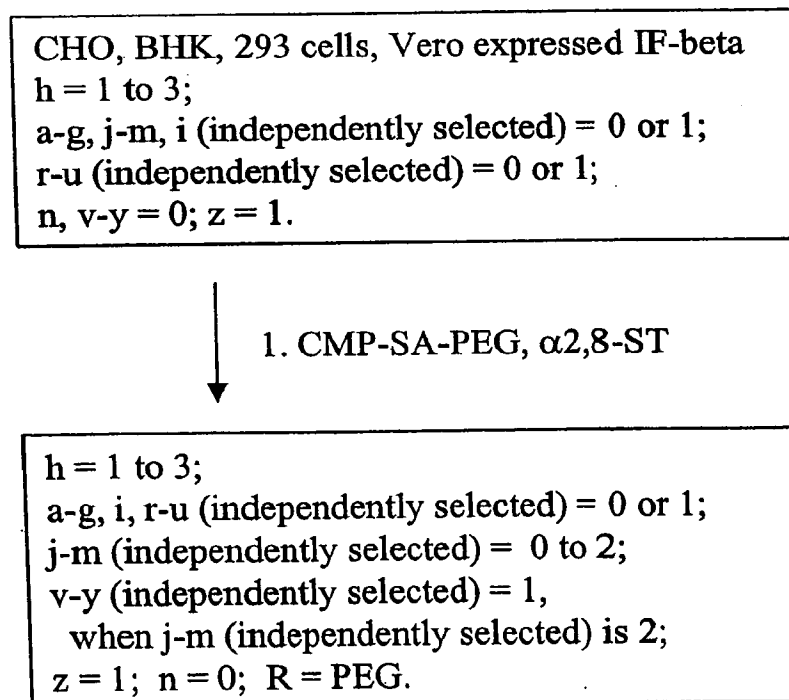 CHO, BHK, 293 cells, Vero expressed IF-beta
h = 1 to 3;
a-g, j-m, i (independently selected) = 0 or 1;
r-u (independently selected) = 0 or 1;
n, v-y = 0; z = 1.
1. CMP-SA-PEG, α2,8-ST
h = 1 to 3;
a-g, i, r-u (independently selected) = 0 or 1;
j-m (independently selected) = 0 to 2;
v-y (independently selected) = 1,
when j-m (independently selected) is 2;
z = 1; n = 0; R = PEG.